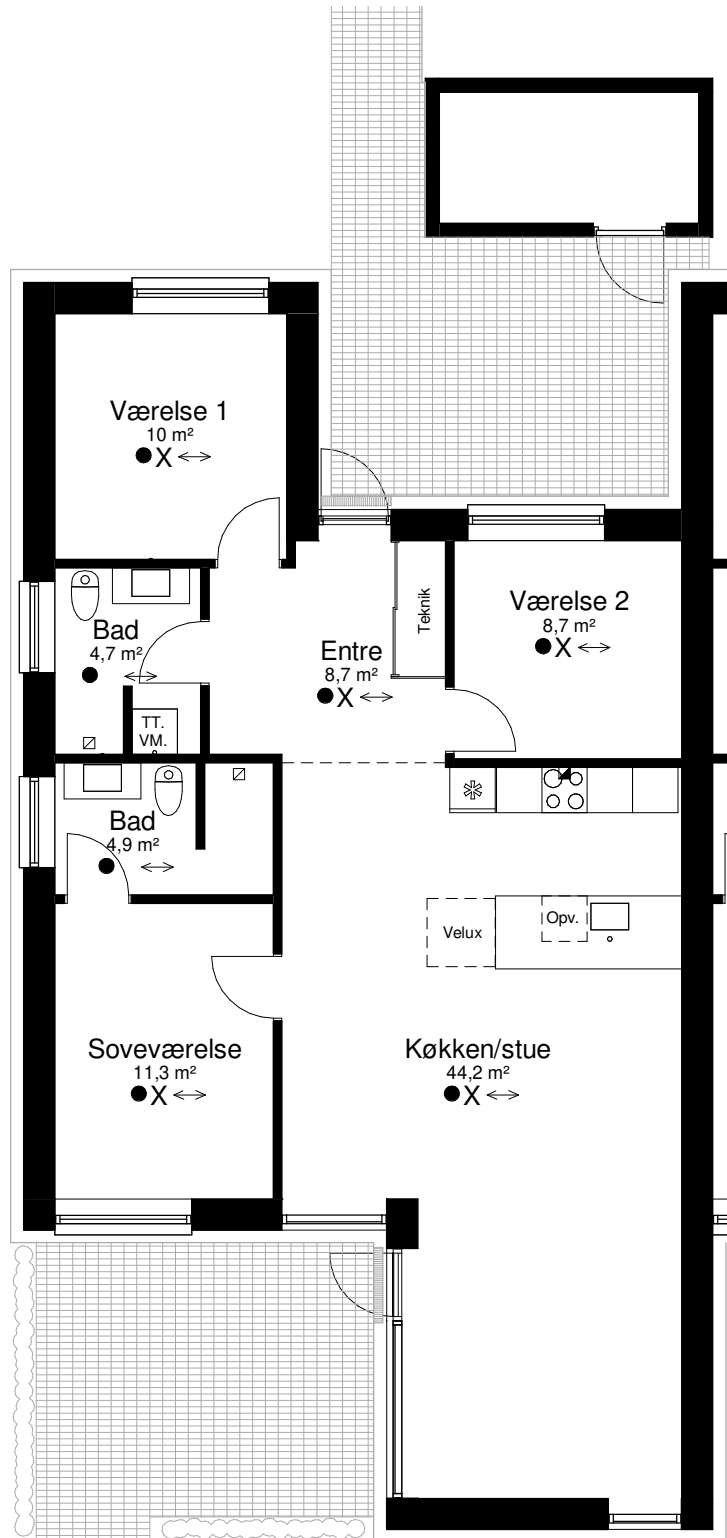 Værelse 1
10 m²
X
Teknik
Værelse 2
8,7 m²
X
Bad
4,7 m²
Entre
8,7 m²
X
TT.
VM.
Bad
4,9 m²
Velux
Opv.
Soveværelse
11,3 m²
X
Køkken/stue
44,2 m²
X